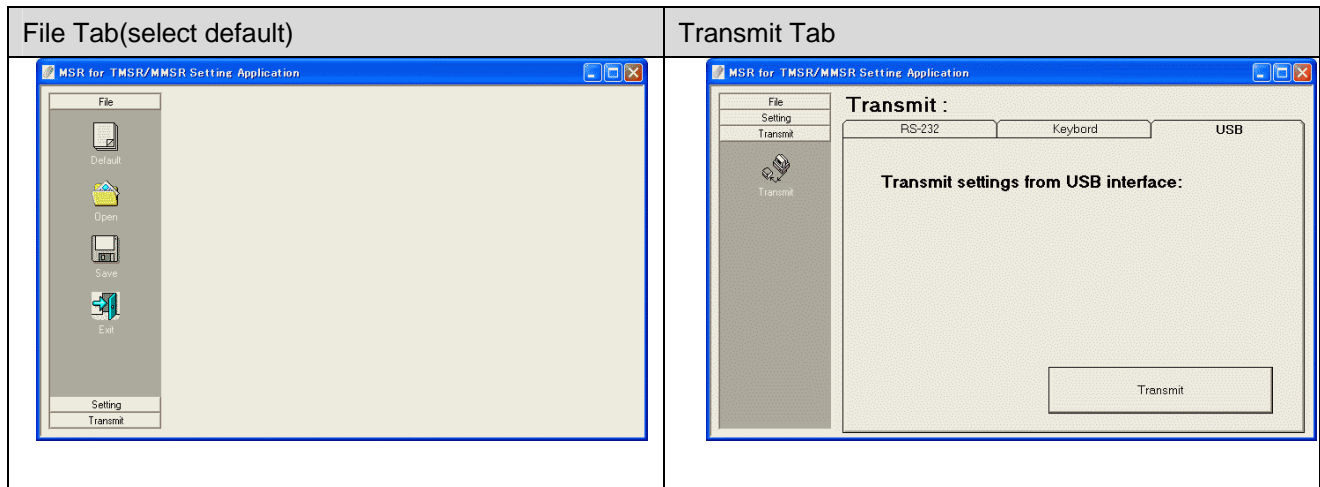 File Tab(select default)
Transmit Tab
MSR for TMSR/MMSR Setting Application
File
Default
Open
Save
Exit
Setting
Transmit
MSR for TMSR/MMSR Setting Application
File
Setting
Transmit
Transmit
Transmit :
RS-232 Keybord USB
Transmit settings from USB interface:
Transmit